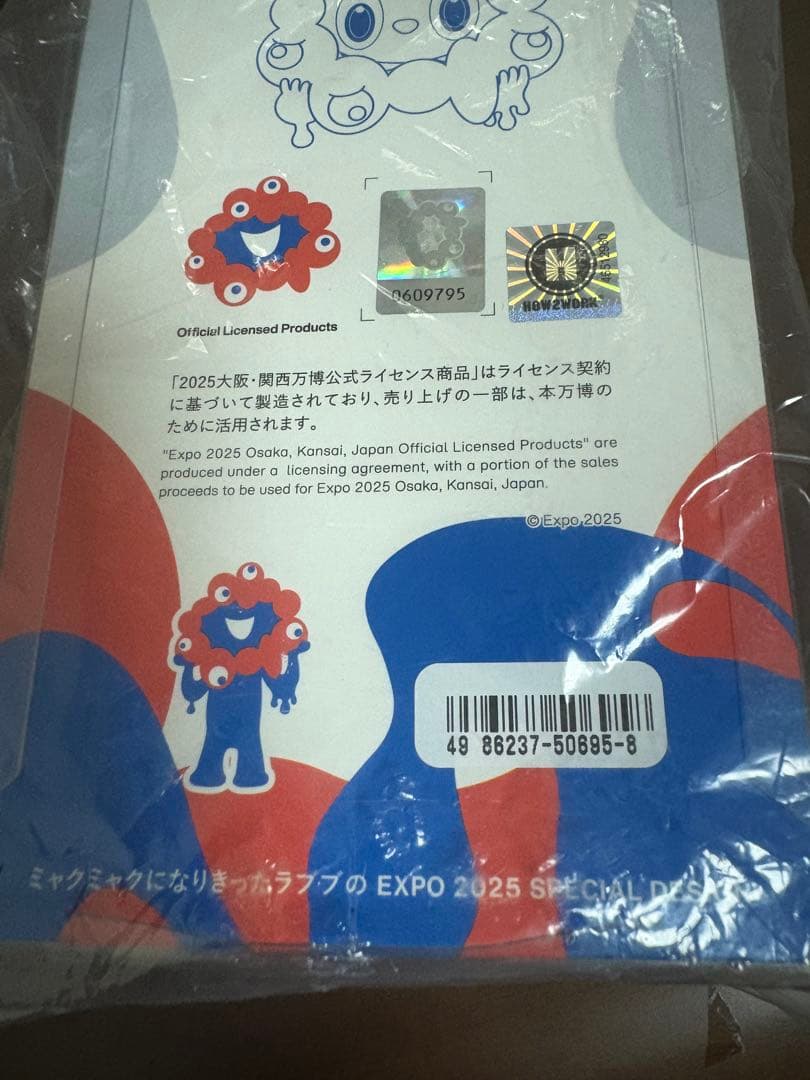 0609795
HOW2WORK
Official Licensed Products
「2025大阪・関西万博公式ライセンス商品」はライセンス契約
に基づいて製造されており、売り上げの一部は、本万博の
ために活用されます。
"Expo 2025 Osaka, Kansai, Japan Official Licensed Products" are
produced under a licensing agreement, with a portion of the sales
proceeds to be used for Expo 2025 Osaka, Kansai, Japan.
©Expo 2025
49 86237-50695-8
ミャクミャクになりきったラブブの EXPO 2025 SPECIAL